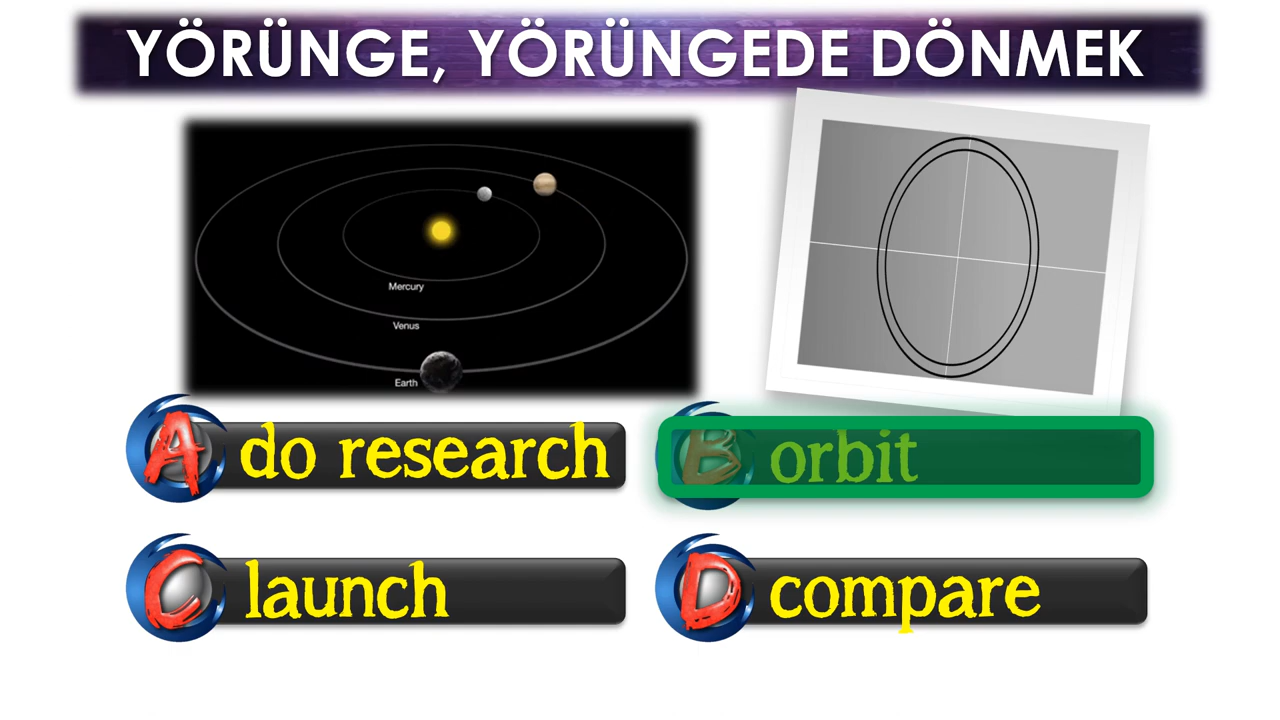 YÖRÜNGE, YÖRÜNGEDE DÖNMEK
Mercury
Venus
Earth
A do research
B orbit
C launch
D compare